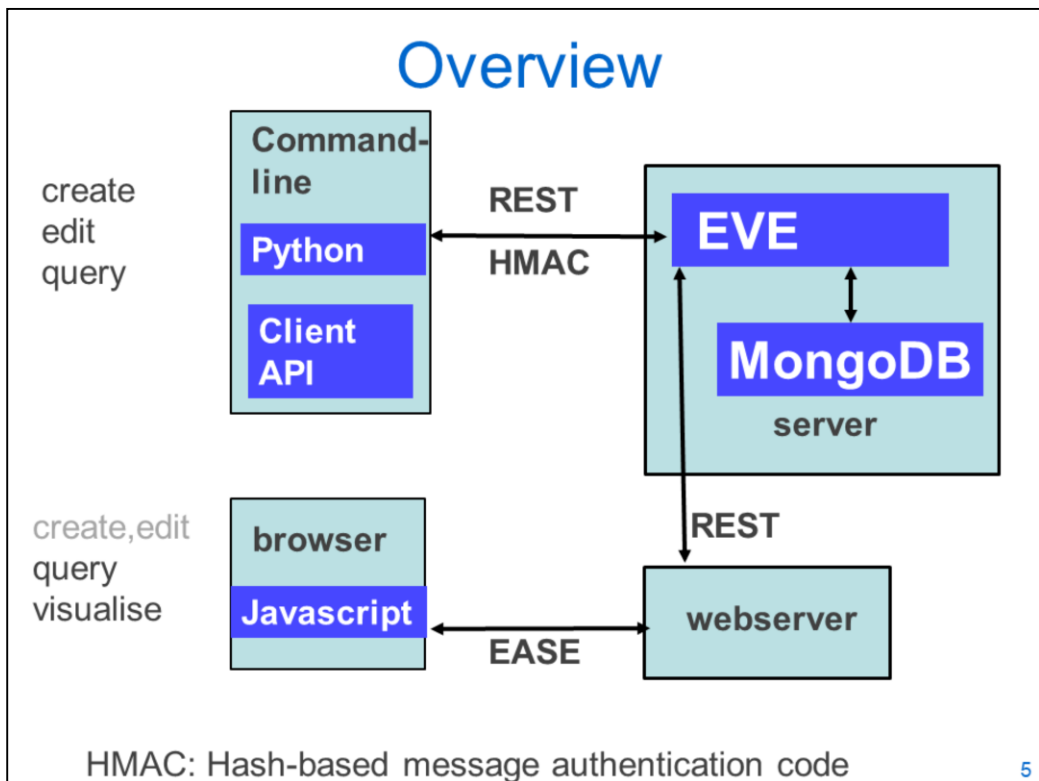 Overview
create
edit
query
Command-
line
Python
Client
API
REST
HMAC
EVE
MongoDB
server
create,edit
query
visualise
browser
Javascript
EASE
REST
webserver
HMAC: Hash-based message authentication code
5